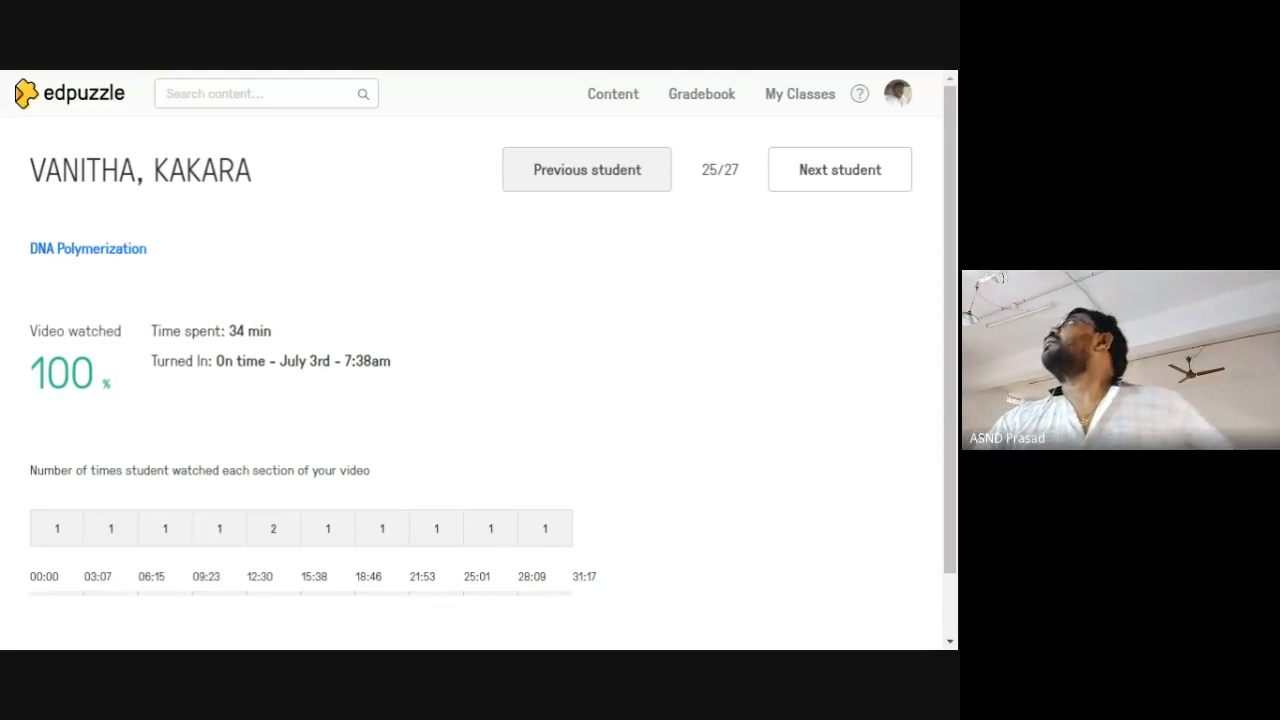 edpuzzle
Search content...
Content
Gradebook
My Classes
?
VANITHA, KAKARA
Previous student
25/27
Next student
DNA Polymerization
Video watched
100 %
Time spent: 34 min
Turned In: On time - July 3rd - 7:38am
Number of times student watched each section of your video
1 1 1 1 2 1 1 1 1 1
00:00 03:07 06:15 09:23 12:30 15:38 18:46 21:53 25:01 28:09 31:17
ASND Prasad